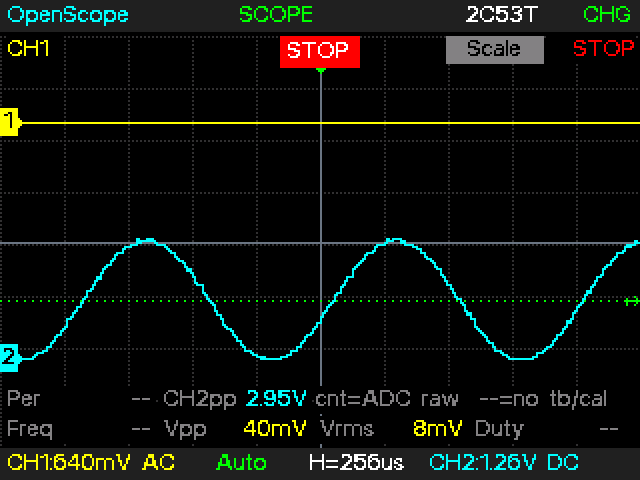 OpenScope SCOPE 2C53T CHG
CH1 STOP Scale STOP
1
2
Per -- CH2pp 2.95V cnt=ADC raw --=no tb/cal
Freq -- Vpp 40mV Vrms 8mV Duty --
CH1:640mV AC Auto H=256us CH2:1.26V DC